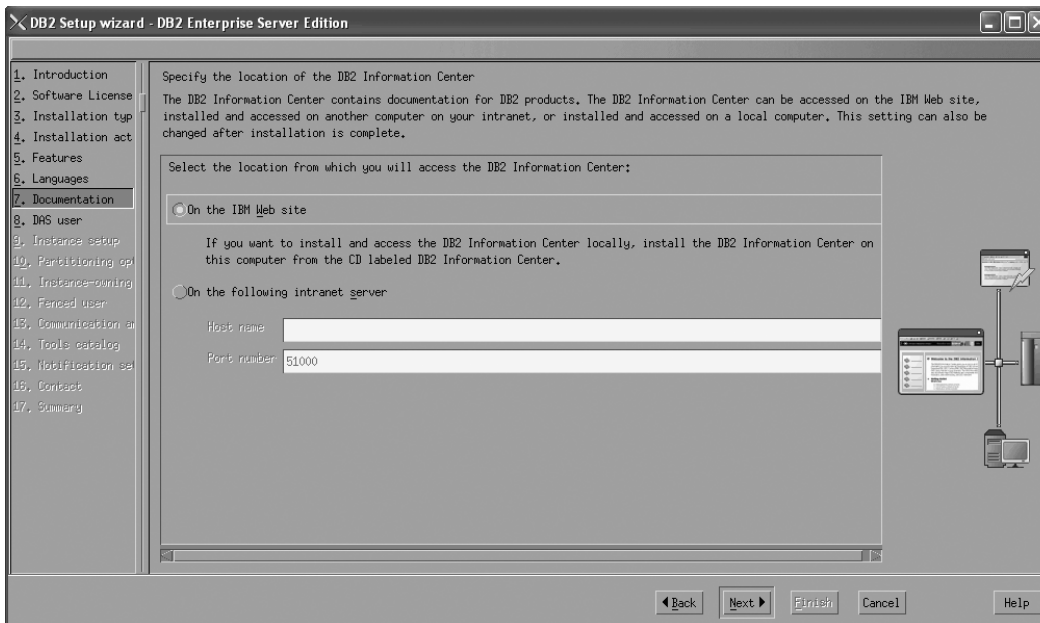 DB2 Setup wizard - DB2 Enterprise Server Edition
1. Introduction
2. Software License
3. Installation typ
4. Installation act
5. Features
6. Languages
7. Documentation
8. DAS user
9. Instance setup
10. Partitioning op
11. Instance-owning
12. Fenced user
13. Communication an
14. Tools catalog
15. Notification set
16. Contact
17. Summary
Specify the location of the DB2 Information Center
The DB2 Information Center contains documentation for DB2 products. The DB2 Information Center can be accessed on the IBM Web site,
installed and accessed on another computer on your intranet, or installed and accessed on a local computer. This setting can also be
changed after installation is complete.
Select the location from which you will access the DB2 Information Center:
On the IBM Web site
If you want to install and access the DB2 Information Center locally, install the DB2 Information Center on
this computer from the CD labeled DB2 Information Center.
On the following intranet server
Host name
Port number 51000
Back Next Finish Cancel Help